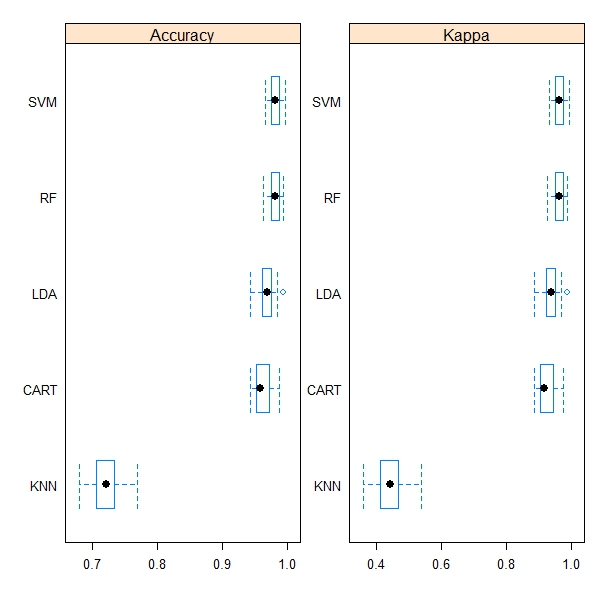 Accuracy Kappa
SVM SVM
RF RF
LDA LDA
CART CART
KNN KNN
0.7 0.8 0.9 1.0 0.4 0.6 0.8 1.0